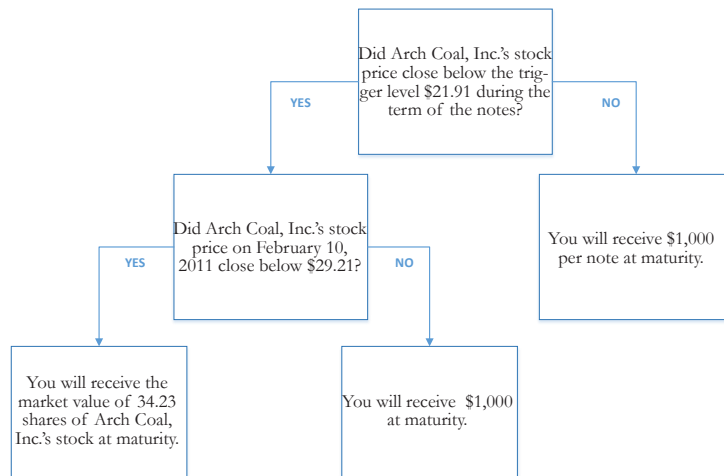 Did Arch Coal, Inc.'s stock
price close below the trig-
ger level $21.91 during the
term of the notes?
YES
NO
Did Arch Coal, Inc.'s stock
price on February 10,
2011 close below $29.21?
You will receive $1,000
per note at maturity.
YES
NO
You will receive the
market value of 34.23
shares of Arch Coal,
Inc.'s stock at maturity.
You will receive $1,000
at maturity.